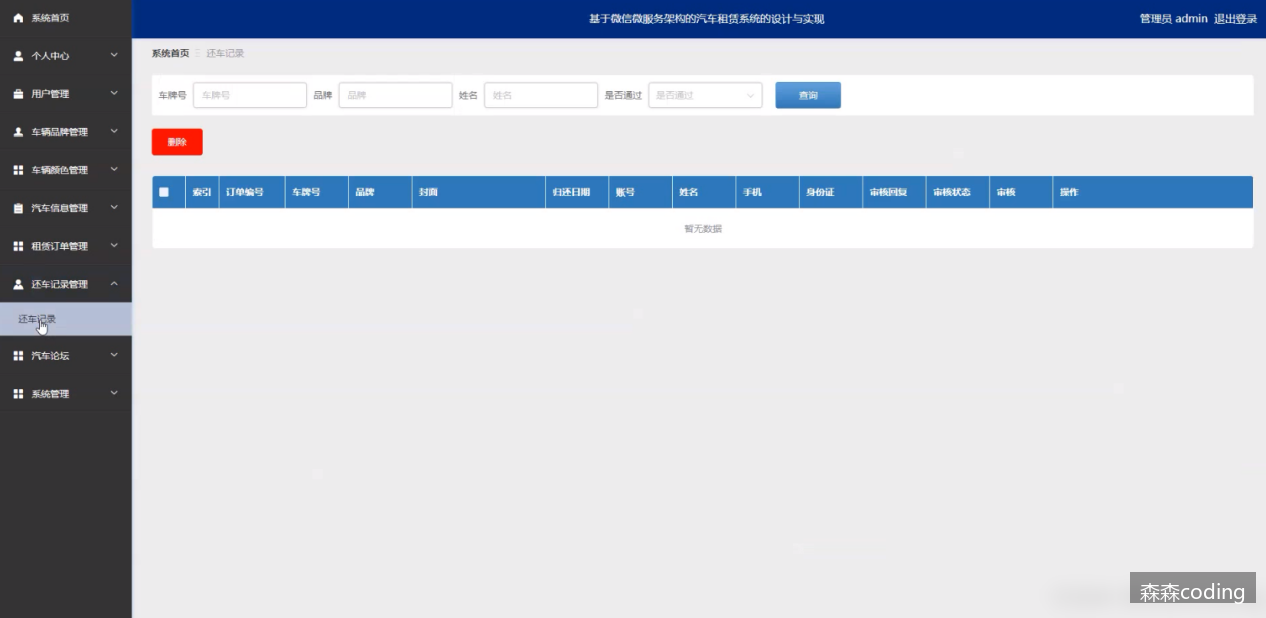 系统首页
个人中心
用户管理
车辆品牌管理
车辆颜色管理
汽车信息管理
租赁订单管理
还车记录管理
还车记录
汽车论坛
系统管理
基于微信微服务架构的汽车租赁系统的设计与实现
管理员 admin 退出登录
系统首页 还车记录
车牌号 车牌号 品牌 品牌 姓名 姓名 是否通过 是否通过 查询
删除
索引 订单编号 车牌号 品牌 封面 归还日期 账号 姓名 手机 身份证 审核回复 审核状态 审核 操作
暂无数据
森森coding